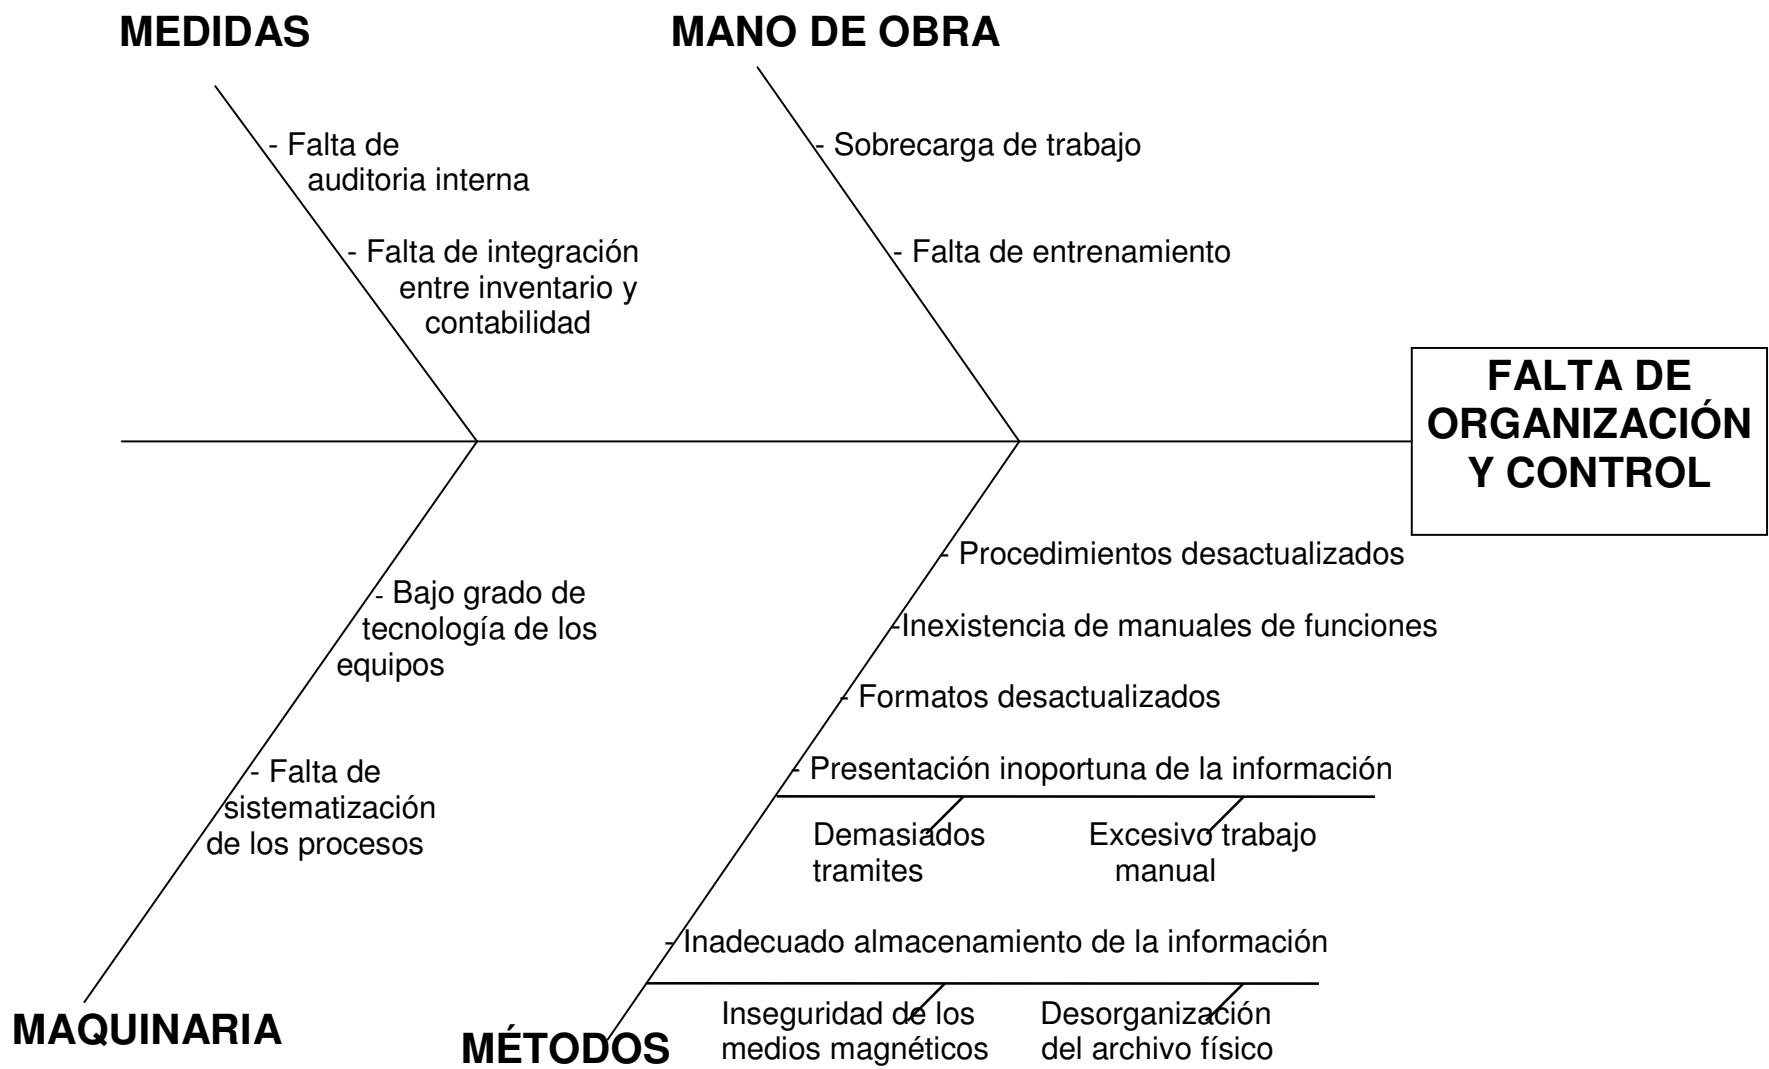 MEDIDAS
MANO DE OBRA
- Falta de
auditoria interna
- Falta de integración
entre inventario y
contabilidad
- Sobrecarga de trabajo
- Falta de entrenamiento
FALTA DE
ORGANIZACIÓN
Y CONTROL
- Bajo grado de
tecnología de los
equipos
- Falta de
sistematización
de los procesos
- Procedimientos desactualizados
-Inexistencia de manuales de funciones
- Formatos desactualizados
- Presentación inoportuna de la información
Demasiados
tramites
Excesivo trabajo
manual
- Inadecuado almacenamiento de la información
Inseguridad de los
medios magnéticos
Desorganización
del archivo físico
MAQUINARIA
MÉTODOS